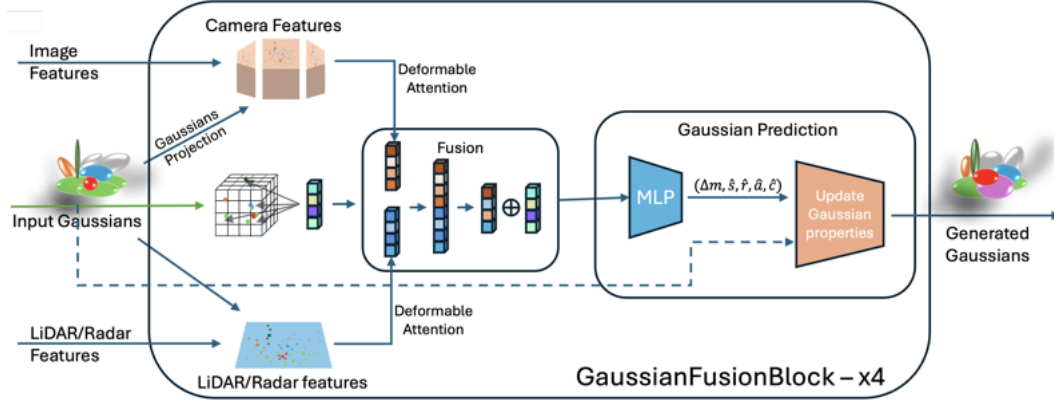 Camera Features
Image
Features
Deformable
Attention
Gaussians
Projection
Fusion
Gaussian Prediction
MLP
(Δm, ŝ, r̂, â, ĉ)
Update
Gaussian
properties
Input Gaussians
Generated
Gaussians
Deformable
Attention
LiDAR/Radar
Features
LiDAR/Radar features
GaussianFusionBlock – x4